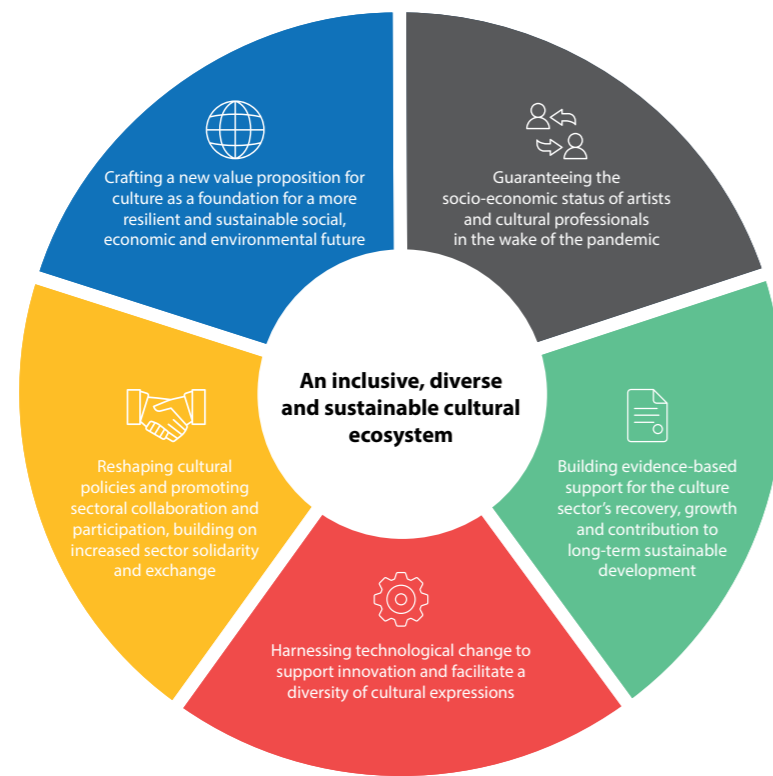 Crafting a new value proposition for
culture as a foundation for a more
resilient and sustainable social,
economic and environmental future
Guaranteeing the
socio-economic status of artists
and cultural professionals
in the wake of the pandemic
An inclusive, diverse
and sustainable cultural
ecosystem
Reshaping cultural
policies and promoting
sectoral collaboration and
participation, building on
increased sector solidarity
and exchange
Building evidence-based
support for the culture
sector's recovery, growth
and contribution to
long-term sustainable
development
Harnessing technological change to
support innovation and facilitate a
diversity of cultural expressions